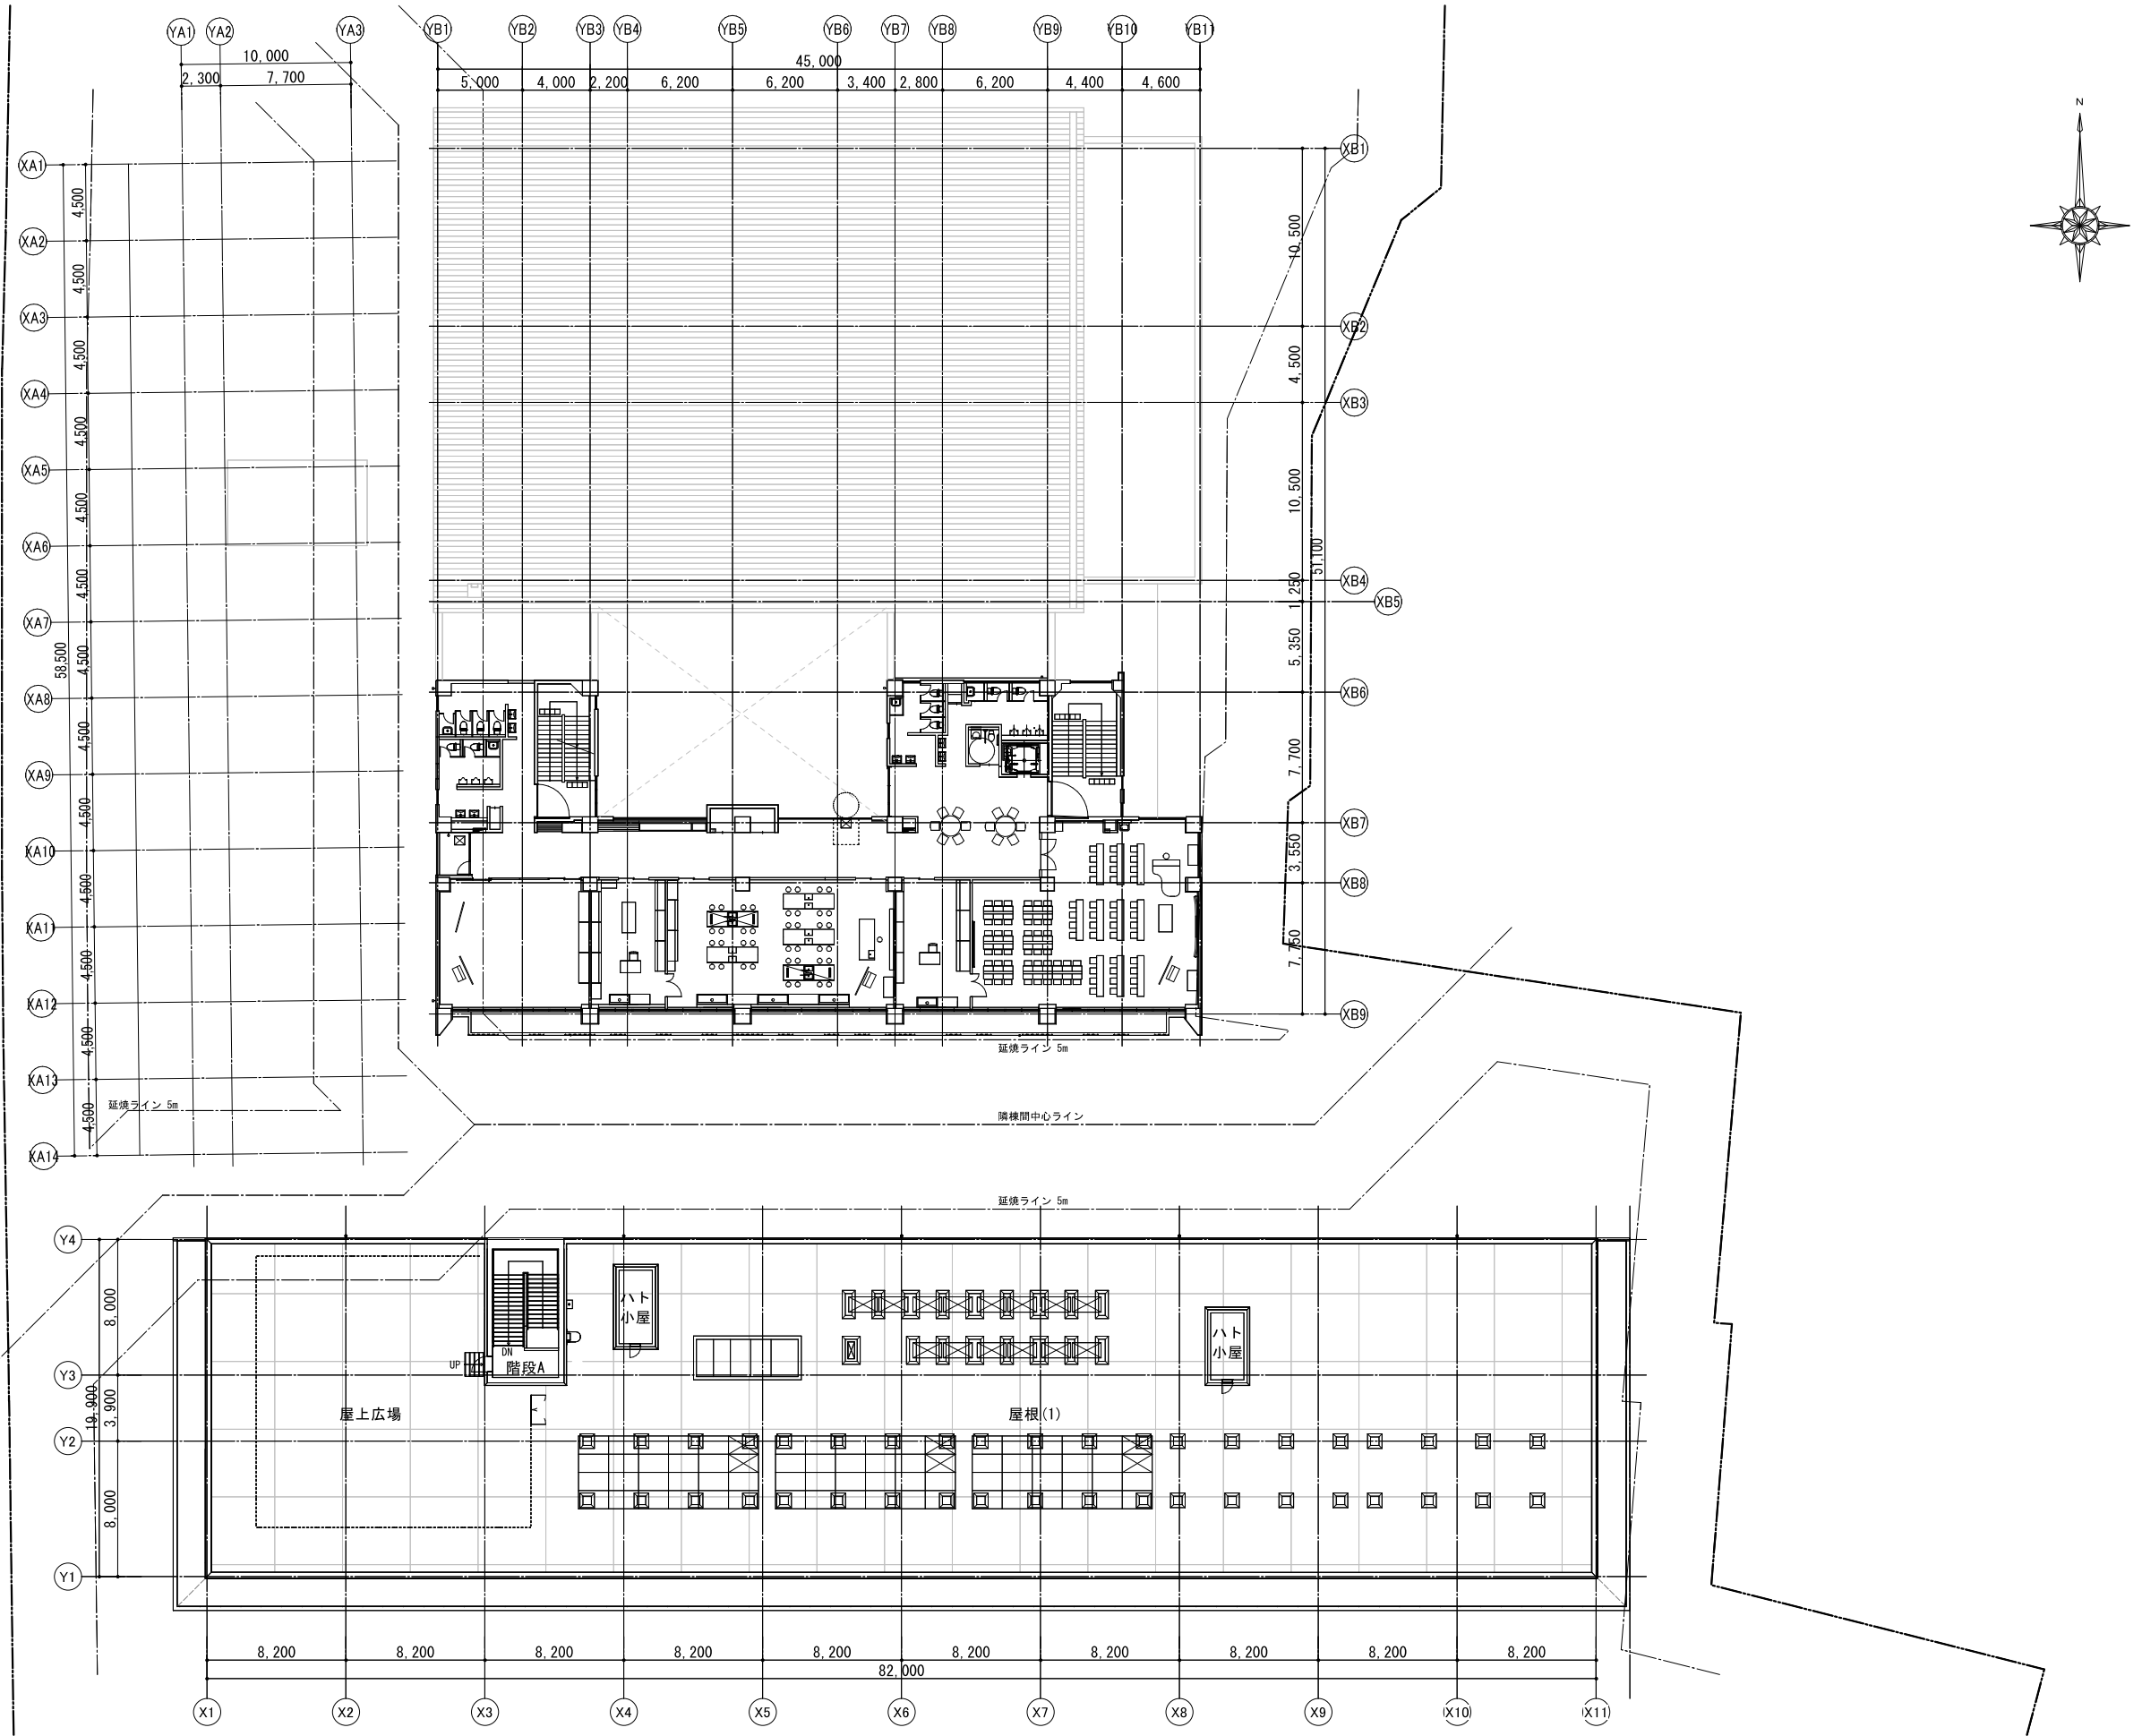 YA1 YA2 YA3 YB1 YB2 YB3 YB4 YB5 YB6 YB7 YB8 YB9 YB10 YB11
10,000
45,000
2,300 7,700
5,000 4,000 2,200 6,200 6,200 3,400 2,800 6,200 4,400 4,600
N
XA1
XA2
XA3
XA4
XA5
XA6
XA7
XA8
XA9
XA10
XA11
XA12
XA13
XA14
4,500
4,500
4,500
4,500
4,500
4,500
4,500
4,500
4,500
4,500
4,500
4,500
4,500
58,500
XB1
XB2
XB3
XB4
XB5
XB6
XB7
XB8
XB9
10,500
4,500
10,500
1,250
5,350
7,700
3,550
7,750
51,100
延焼ライン 5m
延焼ライン 5m
隣棟間中心ライン
延焼ライン 5m
Y4
Y3
Y2
Y1
8,000
3,900
8,000
19,900
ハト
小屋
ハト
小屋
DN
UP
階段A
屋上広場
屋根(1)
8,200 8,200 8,200 8,200 8,200 8,200 8,200 8,200 8,200 8,200
82,000
X1 X2 X3 X4 X5 X6 X7 X8 X9 X10 X11